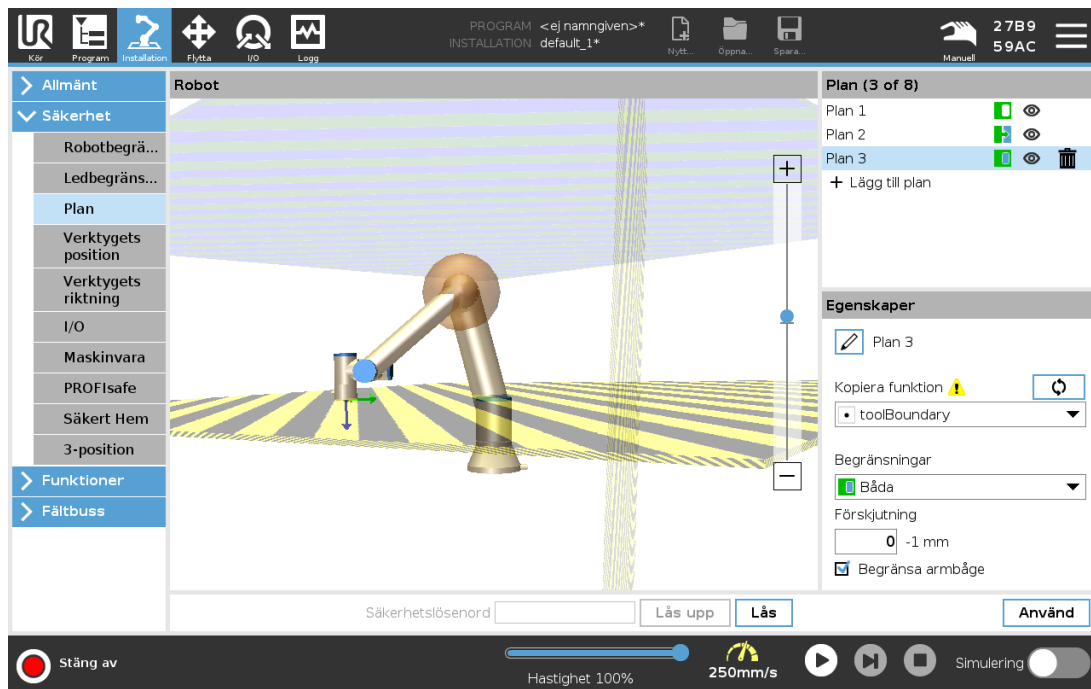 UR
PROGRAM <ej namngiven>*
INSTALLATION default_1*
Kör
Program
Installation
Flytta
I/O
Logg
Nytt...
Öppna...
Spara...
Manuell
27B9
59AC
Allmänt
Säkerhet
Robotbegrä...
Ledbegräns...
Plan
Verktygets
position
Verktygets
riktning
I/O
Maskinvara
PROFIsafe
Säkert Hem
3-position
Funktioner
Fältbuss
Robot
+
−
Plan (3 of 8)
Plan 1
Plan 2
Plan 3
+ Lägg till plan
Egenskaper
Plan 3
Kopiera funktion
toolBoundary
Begränsningar
Båda
Förskjutning
0 -1 mm
Begränsa armbåge
Säkerhetslösenord
Lås upp
Lås
Använd
Stäng av
Hastighet 100%
250mm/s
Simulering